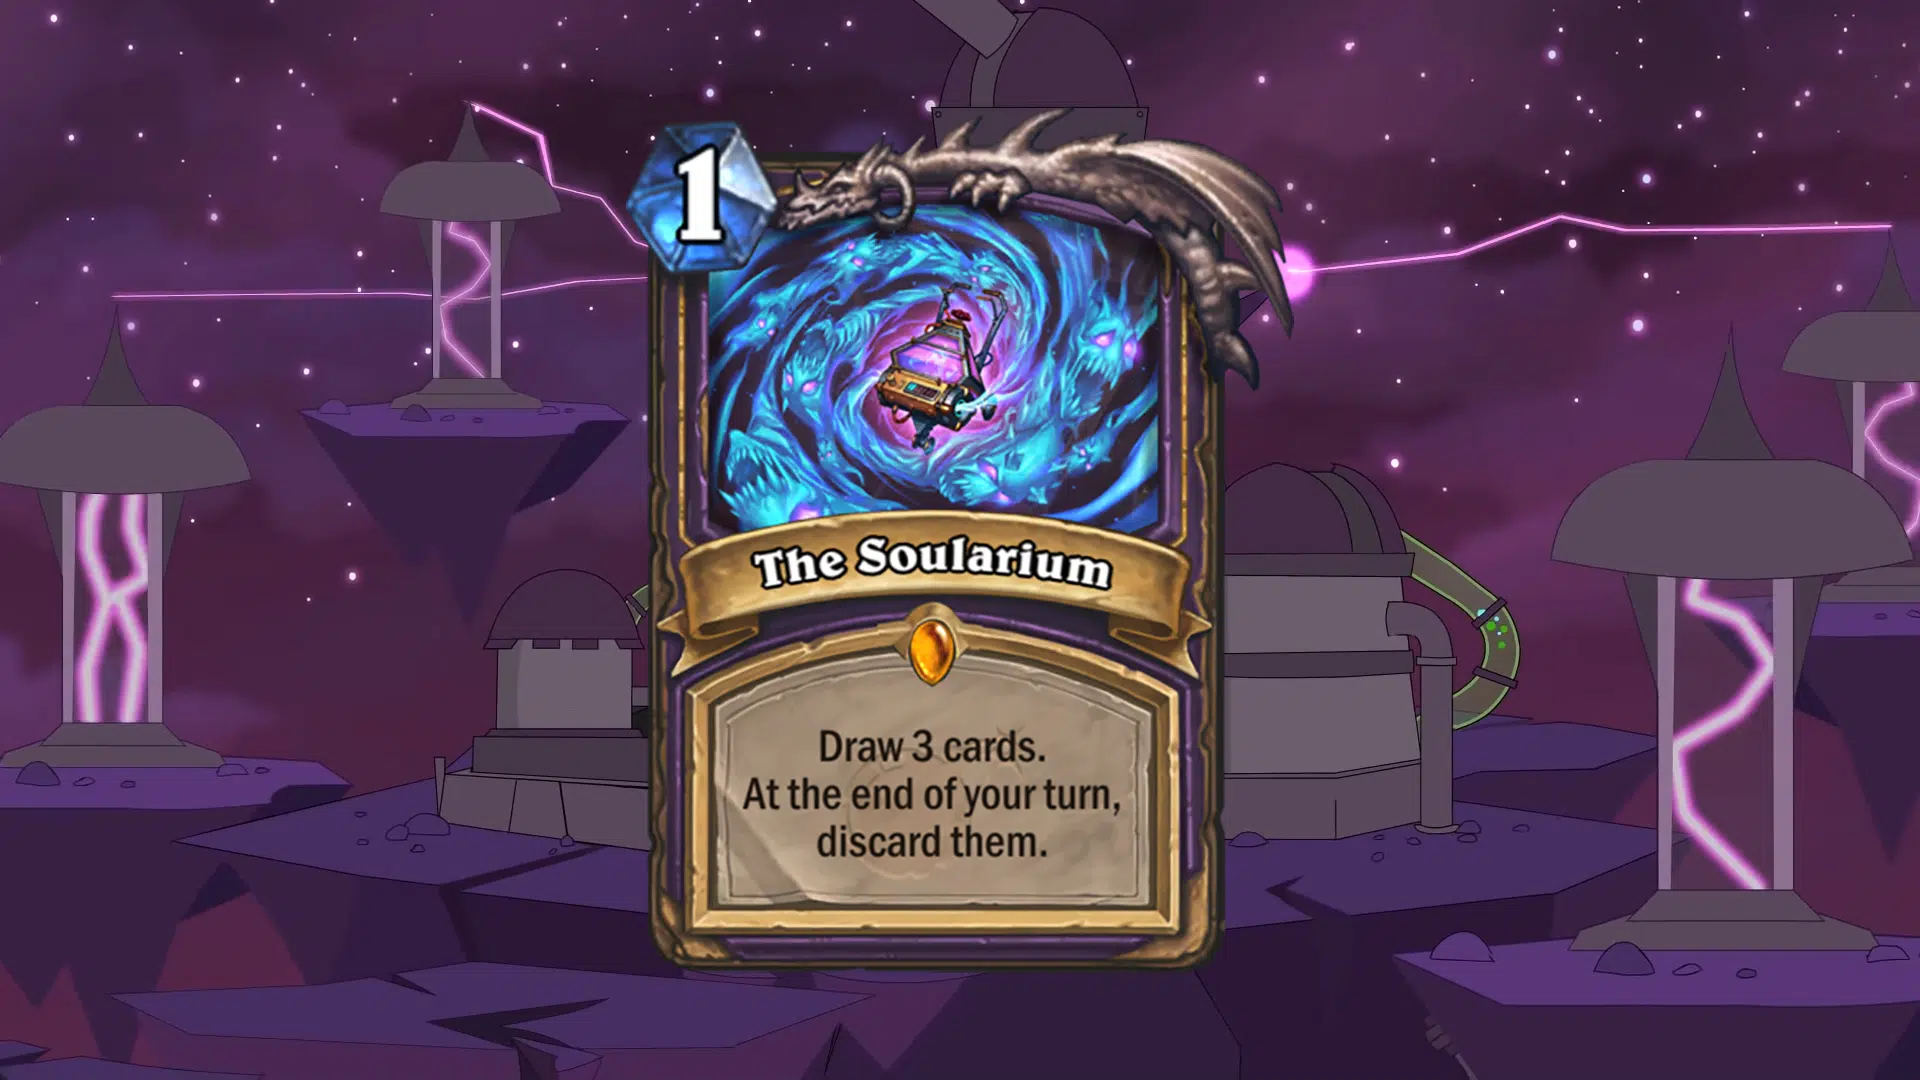 1
The Soularium
Draw 3 cards.
At the end of your turn,
discard them.